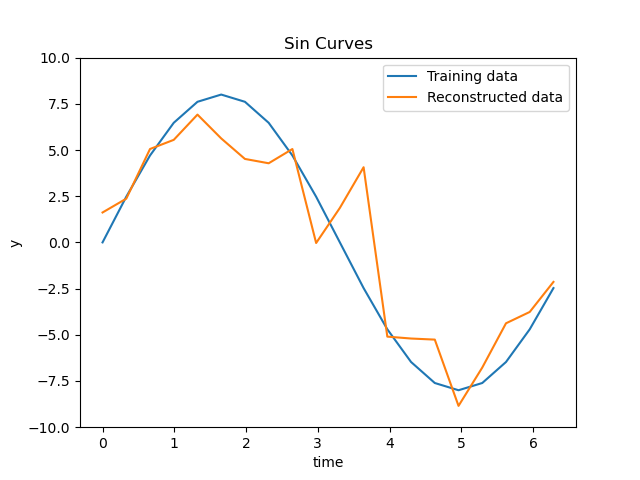 Sin Curves
Training data
Reconstructed data
10.0
7.5
5.0
2.5
0.0
−2.5
−5.0
−7.5
−10.0
y
0 1 2 3 4 5 6
time